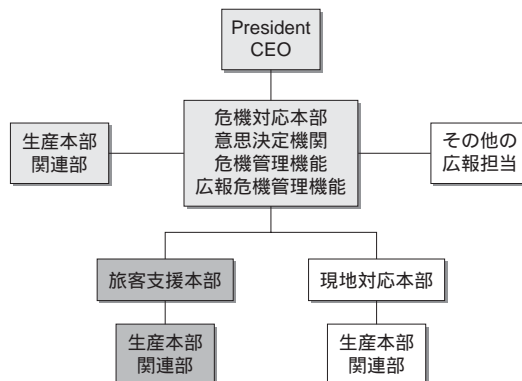 President
CEO
危機対応本部
意思決定機関
危機管理機能
広報危機管理機能
生産本部
関連部
その他の
広報担当
旅客支援本部
現地対応本部
生産本部
関連部
生産本部
関連部